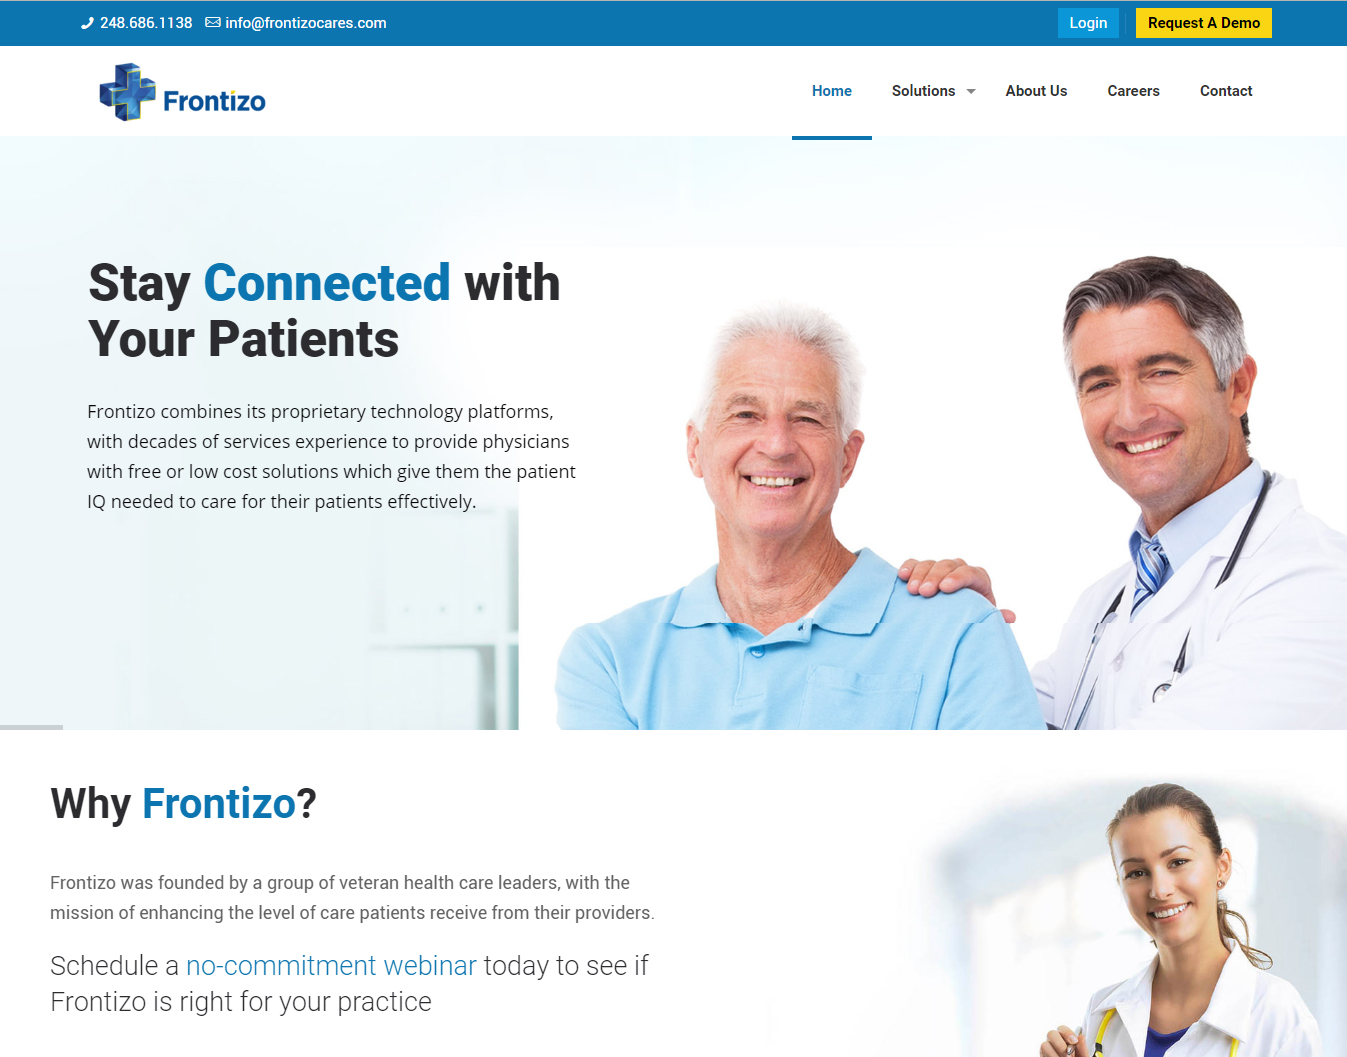 248.686.1138 info@frontizocares.com Login Request A Demo
Frontizo Home Solutions About Us Careers Contact
Stay Connected with
Your Patients
Frontizo combines its proprietary technology platforms,
with decades of services experience to provide physicians
with free or low cost solutions which give them the patient
IQ needed to care for their patients effectively.
Why Frontizo?
Frontizo was founded by a group of veteran health care leaders, with the
mission of enhancing the level of care patients receive from their providers.
Schedule a no-commitment webinar today to see if
Frontizo is right for your practice